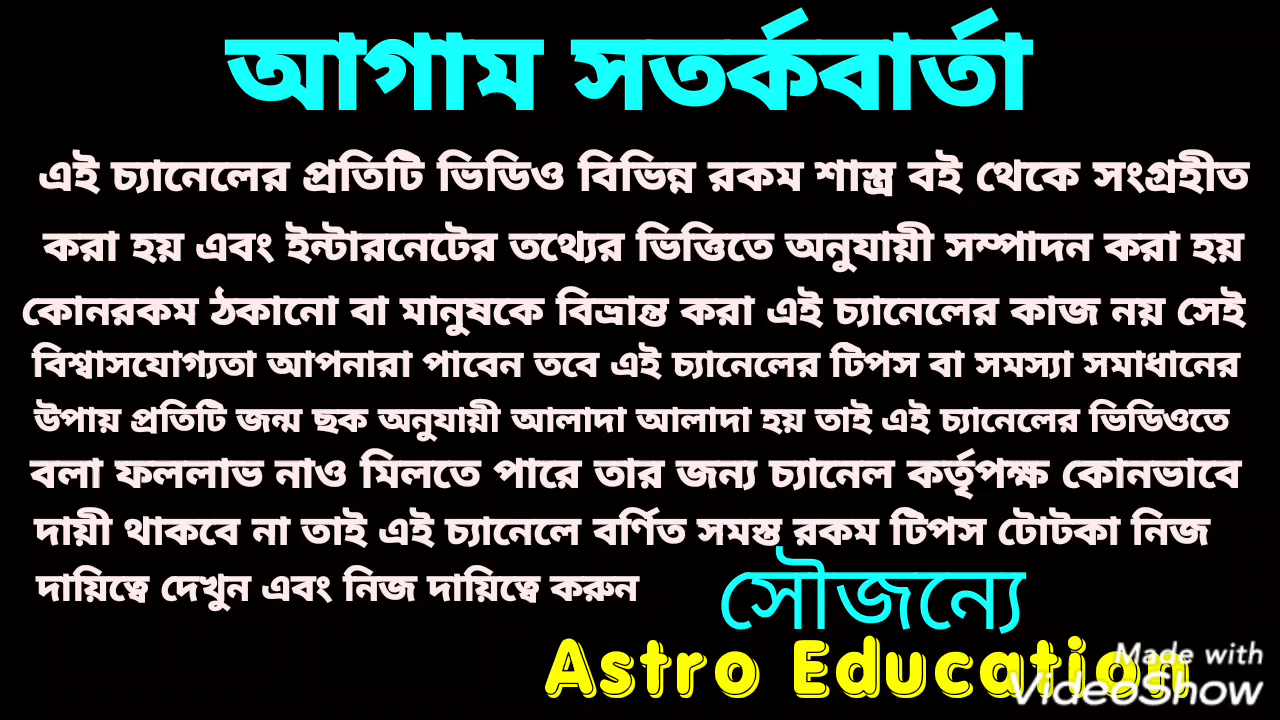 আগাম সতর্কবার্তা
এই চ্যানেলের প্রতিটি ভিডিও বিভিন্ন রকম শাস্ত্র বই থেকে সংগ্রহীত
করা হয় এবং ইন্টারনেটের তথ্যের ভিত্তিতে অনুযায়ী সম্পাদন করা হয়
কোনরকম ঠকানো বা মানুষকে বিভ্রান্ত করা এই চ্যানেলের কাজ নয় সেই
বিশ্বাসযোগ্যতা আপনারা পাবেন তবে এই চ্যানেলের টিপস বা সমস্যা সমাধানের
উপায় প্রতিটি জন্ম ছক অনুযায়ী আলাদা আলাদা হয় তাই এই চ্যানেলের ভিডিওতে
বলা ফললাভ নাও মিলতে পারে তার জন্য চ্যানেল কর্তৃপক্ষ কোনভাবে
দায়ী থাকবে না তাই এই চ্যানেলে বর্ণিত সমস্ত রকম টিপস টোটকা নিজ
দায়িত্বে দেখুন এবং নিজ দায়িত্বে করুন
সৌজন্যে
Astro Education
Made with
VideoShow